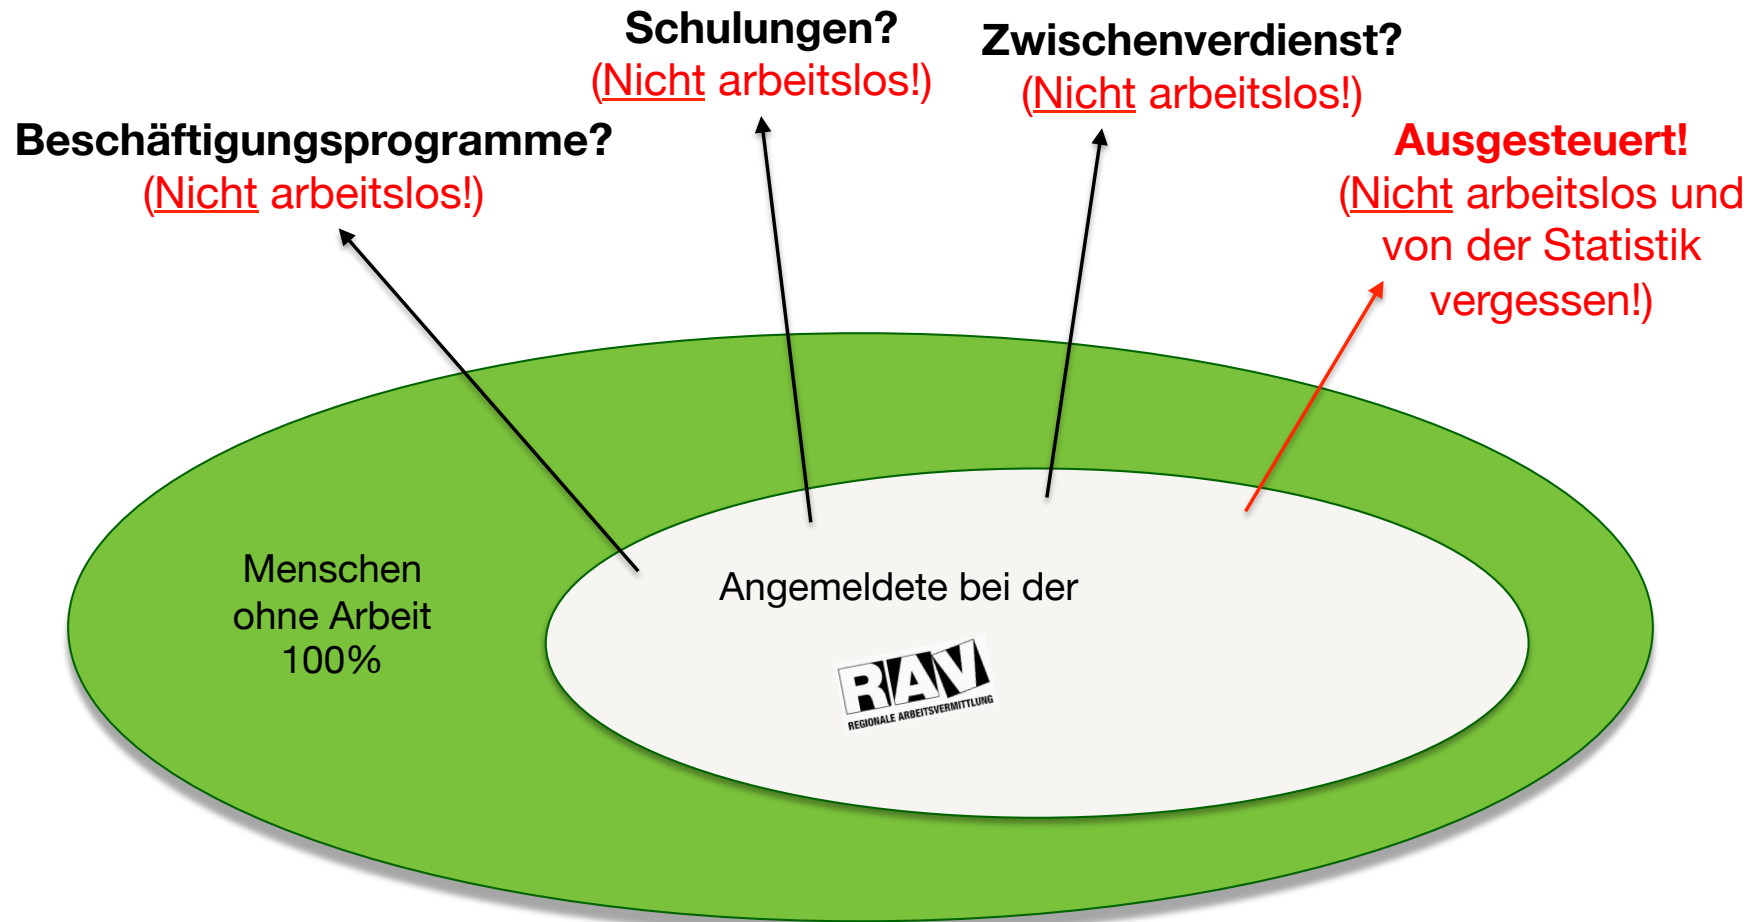 Schulungen?
(Nicht arbeitslos!)
Zwischenverdienst?
(Nicht arbeitslos!)
Beschäftigungsprogramme?
(Nicht arbeitslos!)
Ausgesteuert!
(Nicht arbeitslos und
von der Statistik
vergessen!)
Menschen
ohne Arbeit
100%
Angemeldete bei der
RAV
REGIONALE ARBEITSVERMITTLUNG